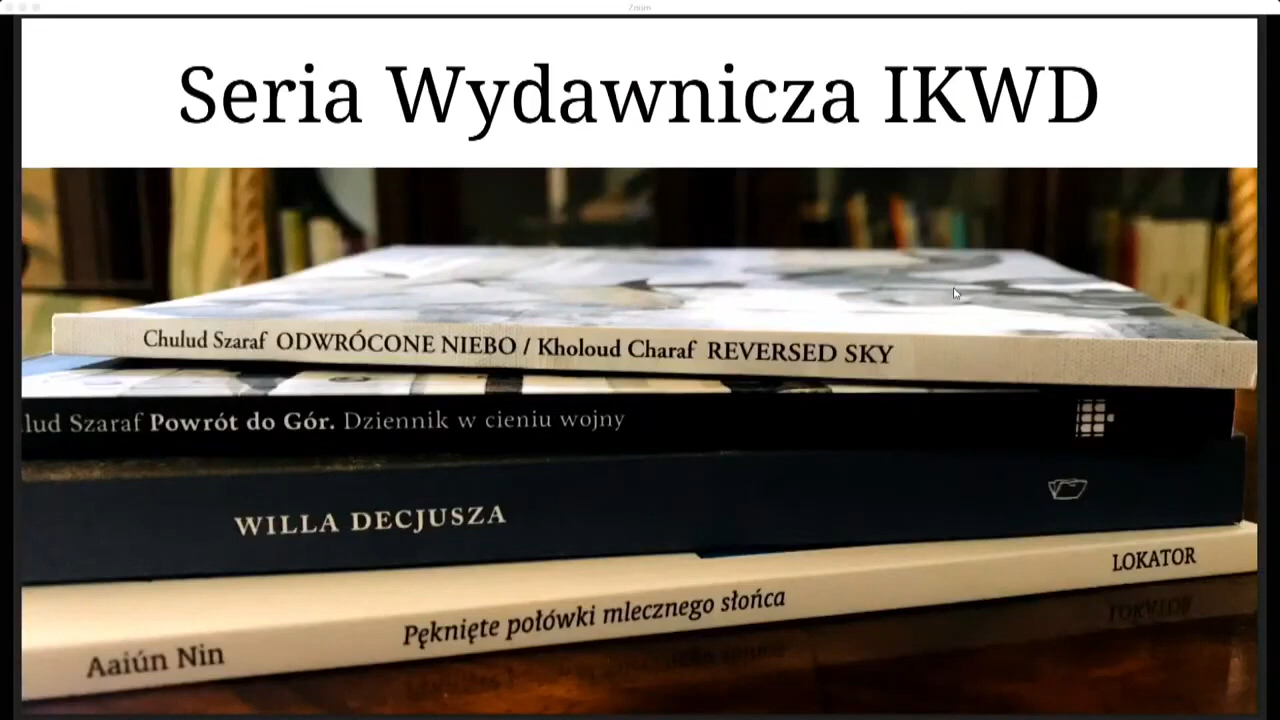 Zoom
Seria Wydawnicza IKWD
Chulud Szaraf ODWRÓCONE NIEBO / Kholoud Charaf REVERSED SKY
Szaraf Powrót do Gór. Dziennik w cieniu wojny
WILLA DECJUSZA
LOKATOR
Pęknięte połówki mlecznego słońca
Aaiún Nin